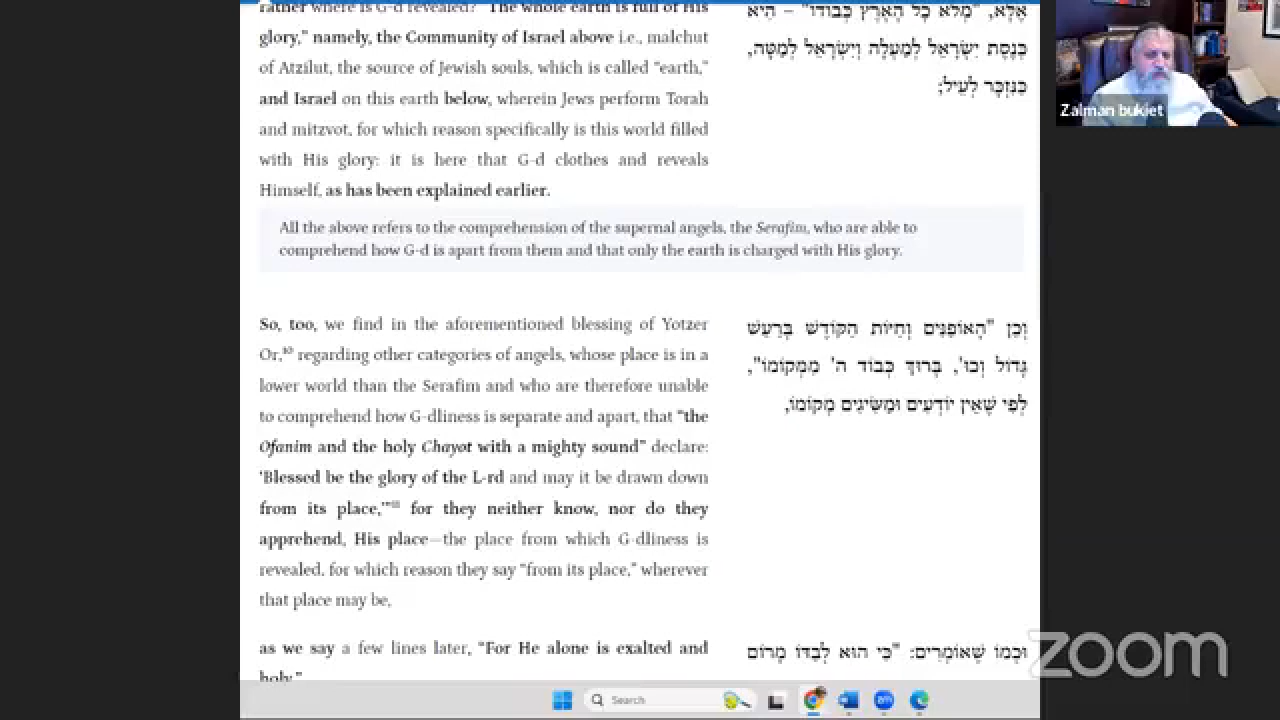 rather where is G-d revealed? "The whole earth is full of His
glory," namely, the Community of Israel above i.e., malchut
of Atzilut, the source of Jewish souls, which is called "earth,"
and Israel on this earth below, wherein Jews perform Torah
and mitzvot, for which reason specifically is this world filled
with His glory: it is here that G-d clothes and reveals
Himself, as has been explained earlier.
אֶלָּא, "מְלֹא כָל הָאָרֶץ כְּבוֹדוֹ" – הִיא
כְּנֶסֶת יִשְׂרָאֵל לְמַעְלָה וְיִשְׂרָאֵל לְמַטָּה,
כַּנִּזְכָּר לְעֵיל;
All the above refers to the comprehension of the supernal angels, the Serafim, who are able to
comprehend how G-d is apart from them and that only the earth is charged with His glory.
So, too, we find in the aforementioned blessing of Yotzer
Or,10 regarding other categories of angels, whose place is in a
lower world than the Serafim and who are therefore unable
to comprehend how G-dliness is separate and apart, that "the
Ofanim and the holy Chayot with a mighty sound" declare:
'Blessed be the glory of the L-rd and may it be drawn down
from its place,'"11 for they neither know, nor do they
apprehend, His place—the place from which G-dliness is
revealed, for which reason they say "from its place," wherever
that place may be,
וְכֵן "הָאוֹפַנִּים וְחַיּוֹת הַקּוֹדֶשׁ בְּרַעַשׁ
גָּדוֹל וְכוּ', בָּרוּךְ כְּבוֹד ה' מִמְּקוֹמוֹ",
לְפִי שֶׁאֵין יוֹדְעִים וּמַשִּׂיגִים מְקוֹמוֹ,
as we say a few lines later, "For He alone is exalted and
holy."
וּכְמוֹ שֶׁאוֹמְרִים: "כִּי הוּא לְבַדּוֹ מָרוֹם
Zalman bukiet
zoom
Search